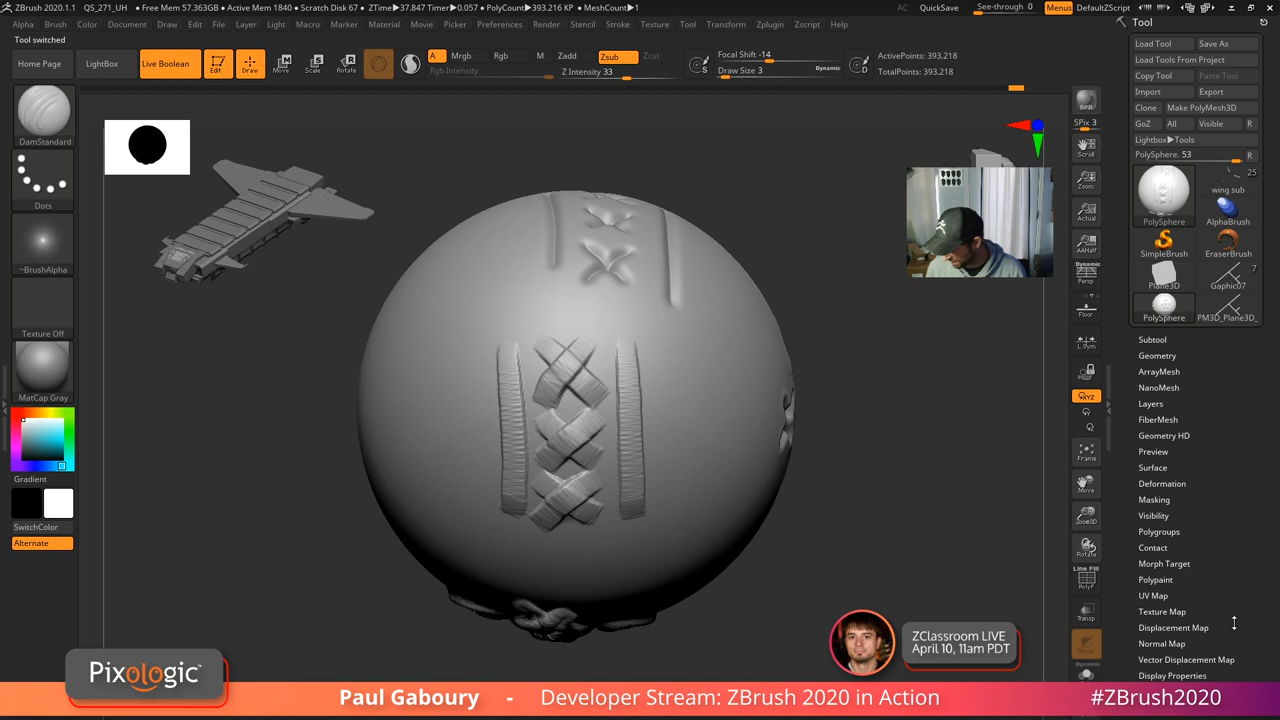 ZBrush 2020.1.1 QS_271_UH • Free Mem 57.363GB • Active Mem 1840 • Scratch Disk 67 • ZTime▶37.847 Timer▶0.057 • PolyCount▶393.216 KP • MeshCount▶1 AC QuickSave See-through 0 Menus DefaultZScript
Alpha Brush Color Document Draw Edit File Layer Light Macro Marker Material Movie Picker Preferences Render Stencil Stroke Texture Tool Transform Zplugin Zscript Help
Tool switched
Home Page LightBox Live Boolean Edit Draw Move Scale Rotate
A Mrgb Rgb M Zadd Zsub Zcut
Rgb Intensity Z Intensity 33
Focal Shift -14
Draw Size 3 Dynamic
S D
ActivePoints: 393,218
TotalPoints: 393,218
DamStandard
Dots
~BrushAlpha
Texture Off
MatCap Gray
Gradient
SwitchColor
Alternate
BPR
SPix 3
Scroll
Zoom
Actual
AAHalf
Dynamic
Persp
Floor
L.Sym
XYZ
Frame
Move
Zoom3D
Rotate
Line Fill
PolyF
Transp
Ghost
Dynamic
Tool
Load Tool Save As
Load Tools From Project
Copy Tool Paste Tool
Import Export
Clone Make PolyMesh3D
GoZ All Visible R
Lightbox▶Tools
PolySphere. 53 R
25
PolySphere wing sub
AlphaBrush
SimpleBrush EraserBrush
7
Plane3D Gaphic07
PolySphere PM3D_Plane3D_
Subtool
Geometry
ArrayMesh
NanoMesh
Layers
FiberMesh
Geometry HD
Preview
Surface
Deformation
Masking
Visibility
Polygroups
Contact
Morph Target
Polypaint
UV Map
Texture Map
Displacement Map
Normal Map
Vector Displacement Map
Display Properties
ZClassroom LIVE
April 10, 11am PDT
Pixologic™
Paul Gaboury - Developer Stream: ZBrush 2020 in Action #ZBrush2020